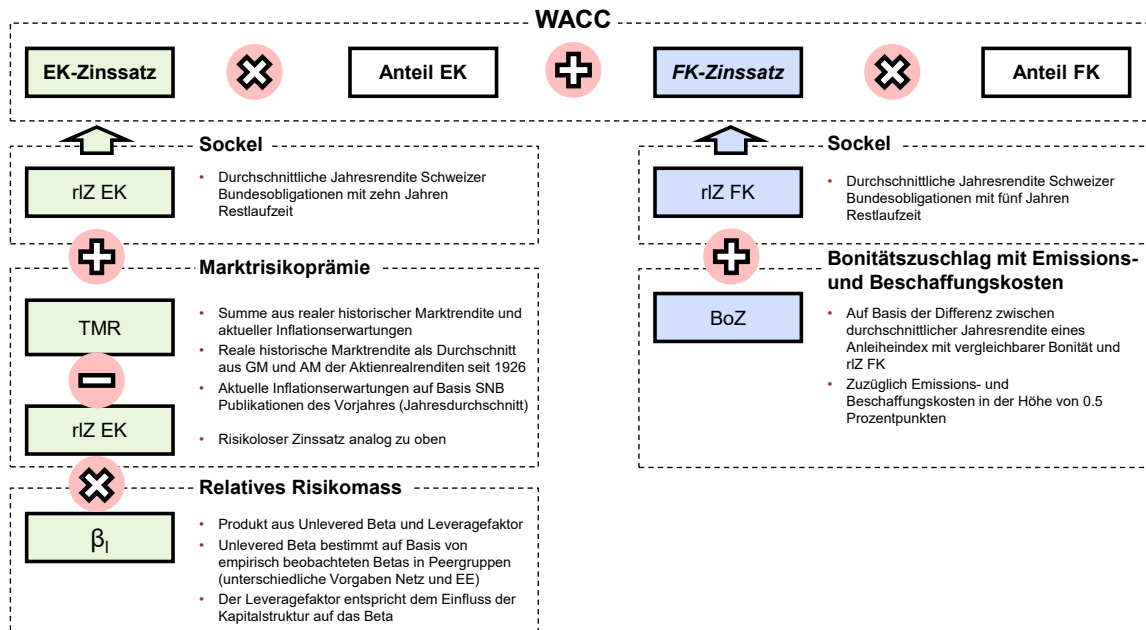 WACC
EK-Zinssatz
Anteil EK
FK-Zinssatz
Anteil FK
Sockel
rIZ EK
• Durchschnittliche Jahresrendite Schweizer
Bundesobligationen mit zehn Jahren
Restlaufzeit
Marktrisikoprämie
TMR
• Summe aus realer historischer Marktrendite und
aktueller Inflationserwartungen
• Reale historische Marktrendite als Durchschnitt
aus GM und AM der Aktienrealrenditen seit 1926
• Aktuelle Inflationserwartungen auf Basis SNB
Publikationen des Vorjahres (Jahresdurchschnitt)
rIZ EK
• Risikoloser Zinssatz analog zu oben
Relatives Risikomass
βl
• Produkt aus Unlevered Beta und Leveragefaktor
• Unlevered Beta bestimmt auf Basis von
empirisch beobachteten Betas in Peergruppen
(unterschiedliche Vorgaben Netz und EE)
• Der Leveragefaktor entspricht dem Einfluss der
Kapitalstruktur auf das Beta
Sockel
rIZ FK
• Durchschnittliche Jahresrendite Schweizer
Bundesobligationen mit fünf Jahren
Restlaufzeit
Bonitätszuschlag mit Emissions-
und Beschaffungskosten
BoZ
• Auf Basis der Differenz zwischen
durchschnittlicher Jahresrendite eines
Anleiheindex mit vergleichbarer Bonität und
rIZ FK
• Zuzüglich Emissions- und
Beschaffungskosten in der Höhe von 0.5
Prozentpunkten